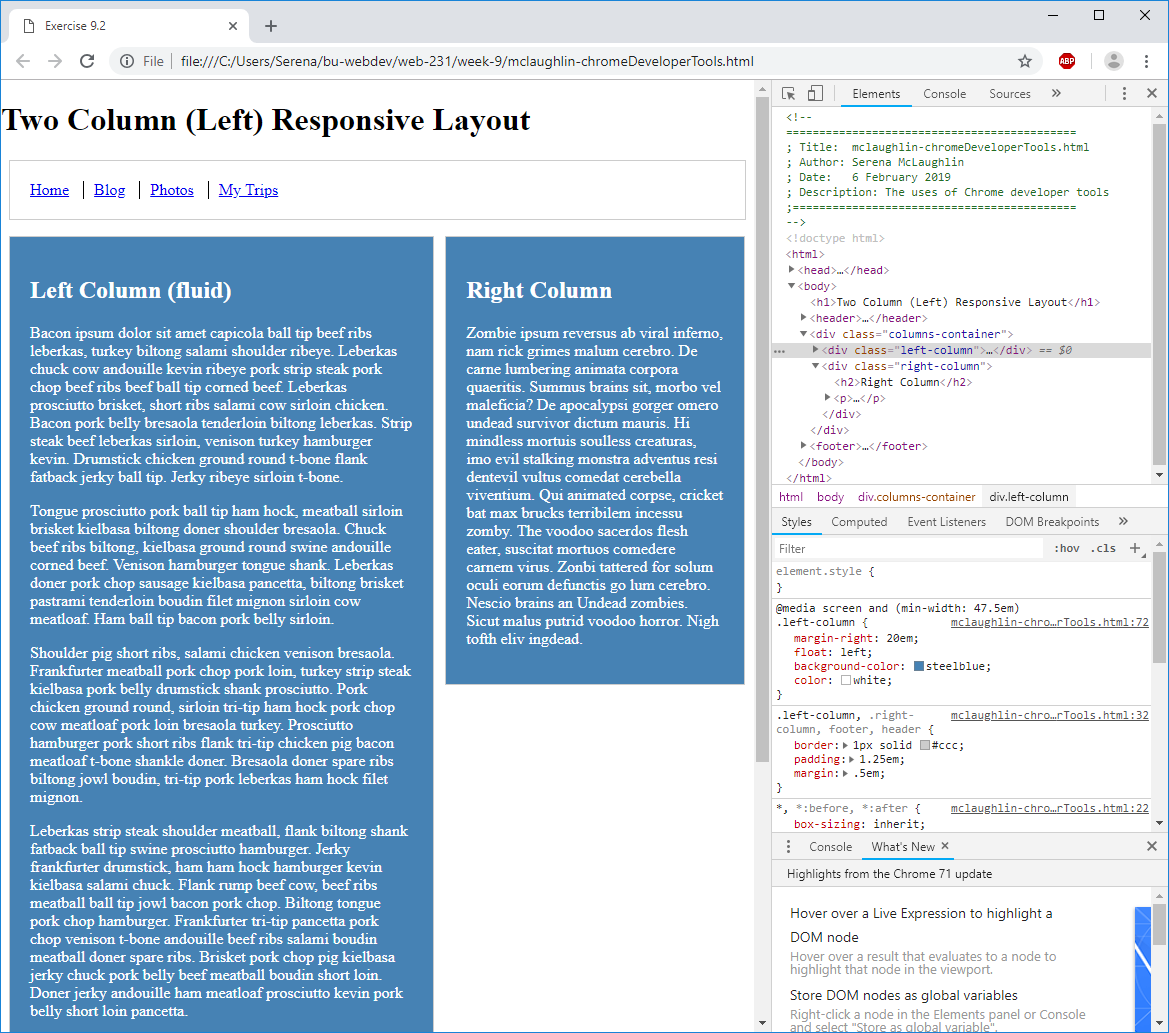 Exercise 9.2
File
file:///C:/Users/Serena/bu-webdev/web-231/week-9/mclaughlin-chromeDeveloperTools.html
ABP
Two Column (Left) Responsive Layout
Home
Blog
Photos
My Trips
Left Column (fluid)
Bacon ipsum dolor sit amet capicola ball tip beef ribs
leberkas, turkey biltong salami shoulder ribeye. Leberkas
chuck cow andouille kevin ribeye pork strip steak pork
chop beef ribs beef ball tip corned beef. Leberkas
prosciutto brisket, short ribs salami cow sirloin chicken.
Bacon pork belly bresaola tenderloin biltong leberkas. Strip
steak beef leberkas sirloin, venison turkey hamburger
kevin. Drumstick chicken ground round t-bone flank
fatback jerky ball tip. Jerky ribeye sirloin t-bone.
Tongue prosciutto pork ball tip ham hock, meatball sirloin
brisket kielbasa biltong doner shoulder bresaola. Chuck
beef ribs biltong, kielbasa ground round swine andouille
corned beef. Venison hamburger tongue shank. Leberkas
doner pork chop sausage kielbasa pancetta, biltong brisket
pastrami tenderloin boudin filet mignon sirloin cow
meatloaf. Ham ball tip bacon pork belly sirloin.
Shoulder pig short ribs, salami chicken venison bresaola.
Frankfurter meatball pork chop pork loin, turkey strip steak
kielbasa pork belly drumstick shank prosciutto. Pork
chicken ground round, sirloin tri-tip ham hock pork chop
cow meatloaf pork loin bresaola turkey. Prosciutto
hamburger pork short ribs flank tri-tip chicken pig bacon
meatloaf t-bone shankle doner. Bresaola doner spare ribs
biltong jowl boudin, tri-tip pork leberkas ham hock filet
mignon.
Leberkas strip steak shoulder meatball, flank biltong shank
fatback ball tip swine prosciutto hamburger. Jerky
frankfurter drumstick, ham ham hock hamburger kevin
kielbasa salami chuck. Flank rump beef cow, beef ribs
meatball ball tip jowl bacon pork chop. Biltong tongue
pork chop hamburger. Frankfurter tri-tip pancetta pork
chop venison t-bone andouille beef ribs salami boudin
meatball doner spare ribs. Brisket pork chop pig kielbasa
jerky chuck pork belly beef meatball boudin short loin.
Doner jerky andouille ham meatloaf prosciutto kevin pork
belly short loin pancetta.
Right Column
Zombie ipsum reversus ab viral inferno,
nam rick grimes malum cerebro. De
carne lumbering animata corpora
quaeritis. Summus brains sit, morbo vel
maleficia? De apocalypsi gorger omero
undead survivor dictum mauris. Hi
mindless mortuis soulless creaturas,
imo evil stalking monstra adventus resi
dentevil vultus comedat cerebella
viventium. Qui animated corpse, cricket
bat max brucks terribilem incessu
zomby. The voodoo sacerdos flesh
eater, suscitat mortuos comedere
carnem virus. Zonbi tattered for solum
oculi eorum defunctis go lum cerebro.
Nescio brains an Undead zombies.
Sicut malus putrid voodoo horror. Nigh
tofth eliv ingdead.
Elements
Console
Sources
<!--
===========================================
; Title:  mclaughlin-chromeDeveloperTools.html
; Author: Serena McLaughlin
; Date:   6 February 2019
; Description: The uses of Chrome developer tools
;==========================================
-->
<!doctype html>
<html>
<head>…</head>
<body>
<h1>Two Column (Left) Responsive Layout</h1>
<header>…</header>
<div class="columns-container">
<div class="left-column">…</div> == $0
<div class="right-column">
<h2>Right Column</h2>
<p>…</p>
</div>
</div>
<footer>…</footer>
</body>
</html>
html body div.columns-container div.left-column
Styles Computed Event Listeners DOM Breakpoints
Filter
:hov .cls
element.style {
}
@media screen and (min-width: 47.5em)
.left-column { mclaughlin-chro…rTools.html:72
margin-right: 20em;
float: left;
background-color: steelblue;
color: white;
}
.left-column, .right- mclaughlin-chro…rTools.html:32
column, footer, header {
border: 1px solid #ccc;
padding: 1.25em;
margin: .5em;
}
*, *:before, *:after { mclaughlin-chro…rTools.html:22
box-sizing: inherit;
Console
What's New
Highlights from the Chrome 71 update
Hover over a Live Expression to highlight a
DOM node
Hover over a result that evaluates to a node to
highlight that node in the viewport.
Store DOM nodes as global variables
Right-click a node in the Elements panel or Console
and select "Store as global variable".